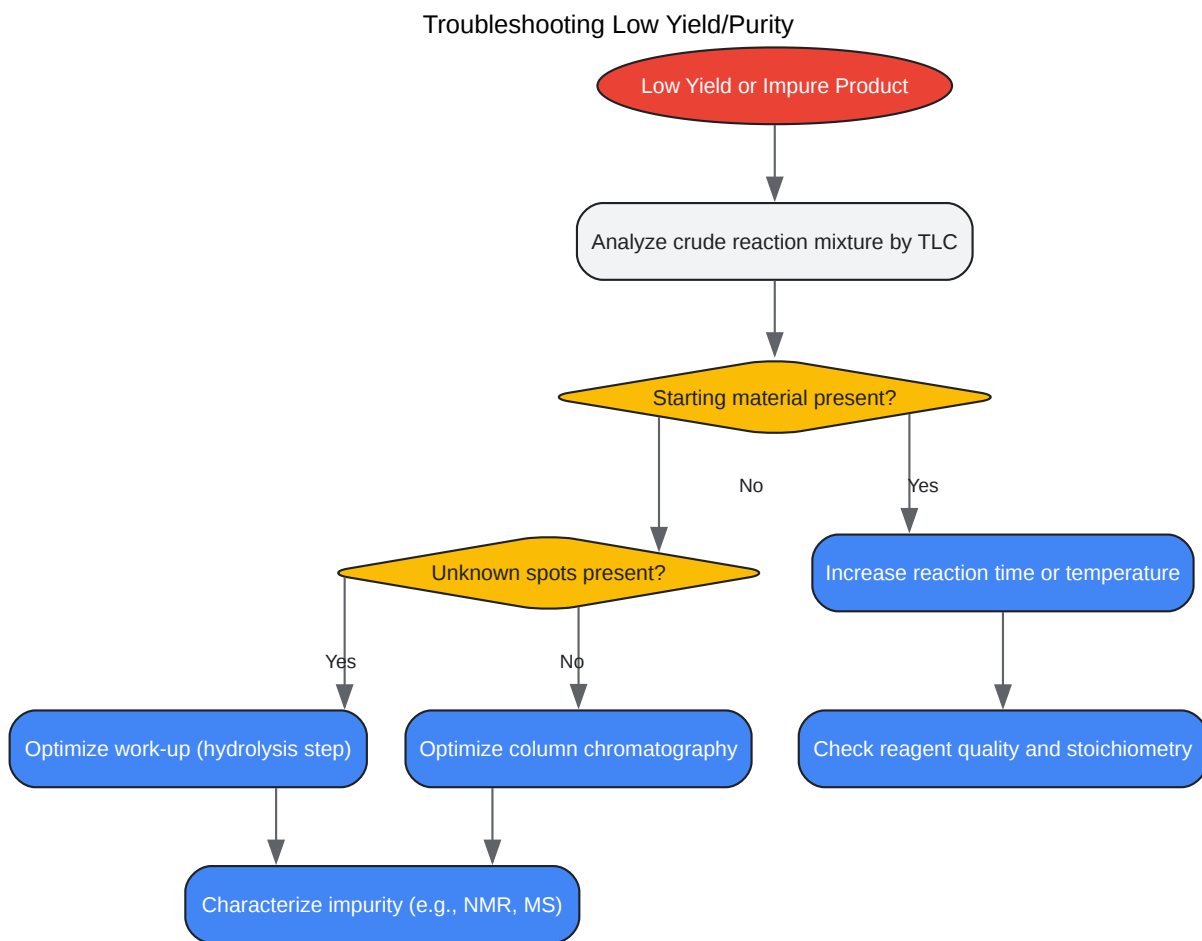 Troubleshooting Low Yield/Purity
Low Yield or Impure Product
Analyze crude reaction mixture by TLC
Starting material present?
No
Yes
Unknown spots present?
Increase reaction time or temperature
Yes
No
Optimize work-up (hydrolysis step)
Optimize column chromatography
Check reagent quality and stoichiometry
Characterize impurity (e.g., NMR, MS)